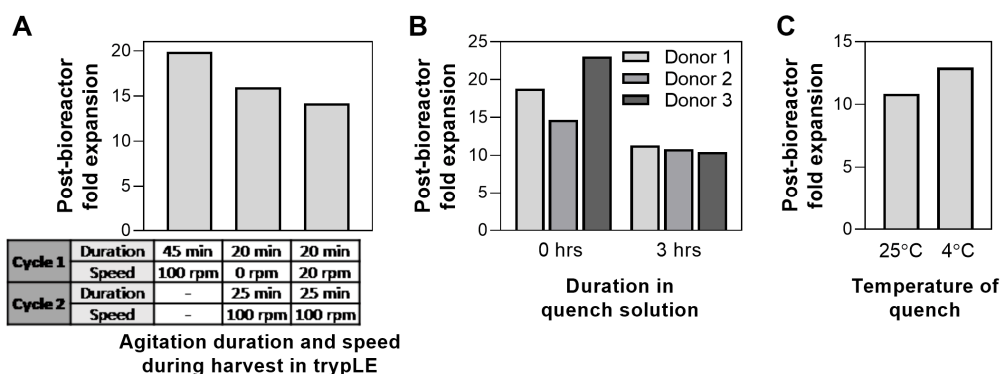 A
Post-bioreactor
fold expansion
20
15
10
5
0
Cycle 1 Duration 45 min 20 min 20 min
Speed 100 rpm 0 rpm 20 rpm
Cycle 2 Duration - 25 min 25 min
Speed - 100 rpm 100 rpm
Agitation duration and speed
during harvest in trypLE
B
Post-bioreactor
fold expansion
25
20
15
10
5
0
Donor 1
Donor 2
Donor 3
0 hrs 3 hrs
Duration in
quench solution
C
Post-bioreactor
fold expansion
15
10
5
0
25°C 4°C
Temperature of
quench